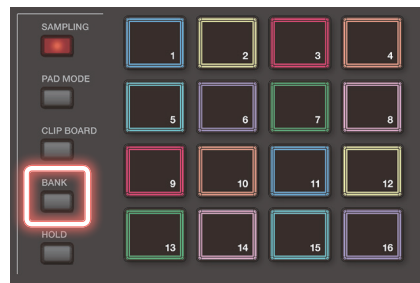 SAMPLING
1 2 3 4
PAD MODE
5 6 7 8
CLIP BOARD
BANK
9 10 11 12
HOLD
13 14 15 16